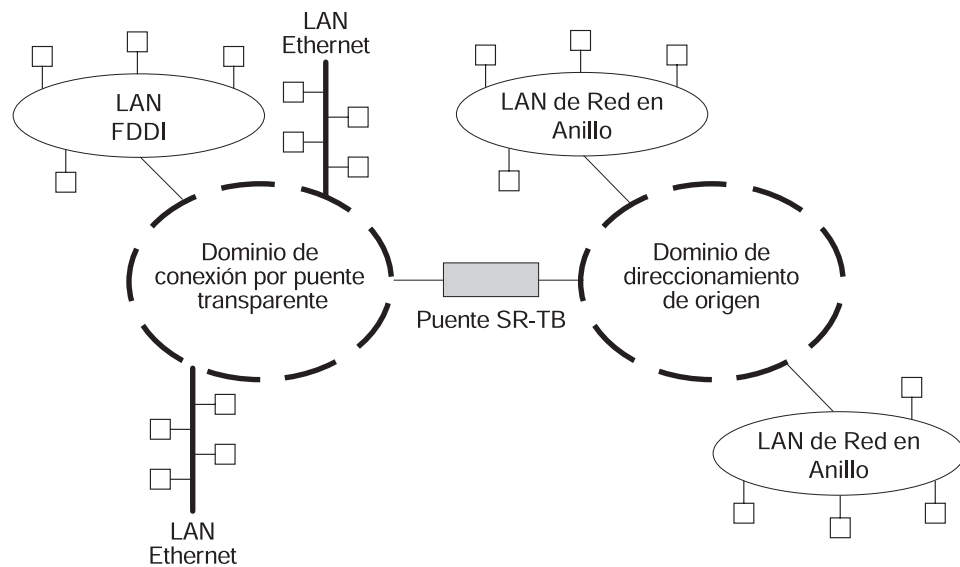 LAN
Ethernet
LAN
FDDI
LAN de Red en
Anillo
Dominio de
conexión por puente
transparente
Puente SR-TB
Dominio de
direccionamiento
de origen
LAN de Red en
Anillo
LAN
Ethernet